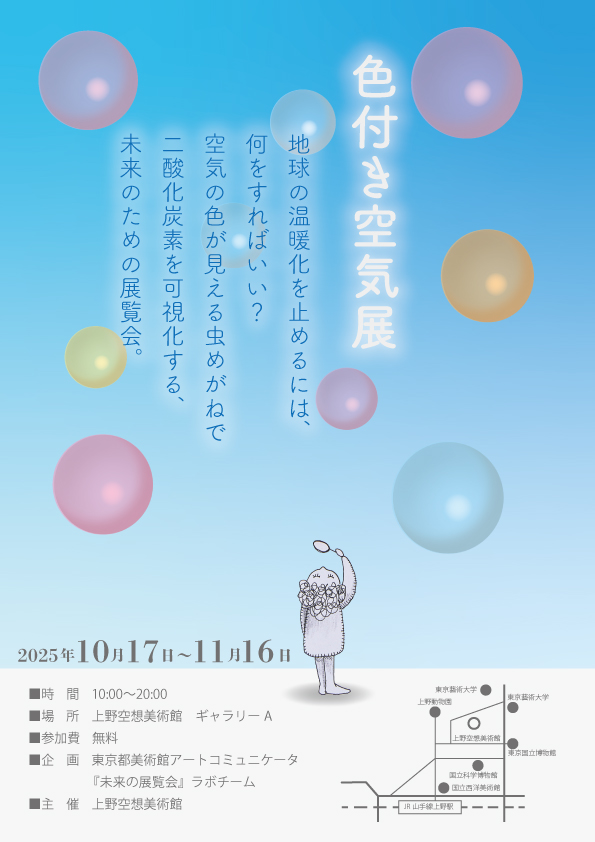 色付き空気展
地球の温暖化を止めるには、
何をすればいい？
空気の色が見える虫めがねで
二酸化炭素を可視化する、
未来のための展覧会。
2025年10月17日～11月16日
■時　間　10:00～20:00
■場　所　上野空想美術館　ギャラリーA
■参加費　無料
■企　画　東京都美術館アートコミュニケータ
『未来の展覧会』ラボチーム
■主　催　上野空想美術館
東京藝術大学
東京藝術大学
上野動物園
上野空想美術館
東京国立博物館
国立科学博物館
国立西洋美術館
JR 山手線上野駅